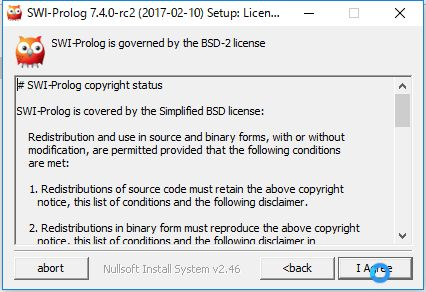 SWI-Prolog 7.4.0-rc2 (2017-02-10) Setup: Licen...
SWI-Prolog is governed by the BSD-2 license
# SWI-Prolog copyright status
SWI-Prolog is covered by the Simplified BSD license:
Redistribution and use in source and binary forms, with or without
modification, are permitted provided that the following conditions
are met:
1. Redistributions of source code must retain the above copyright
notice, this list of conditions and the following disclaimer.
2. Redistributions in binary form must reproduce the above copyright
notice, this list of conditions and the following disclaimer in
abort
Nullsoft Install System v2.46
<back
I Agree